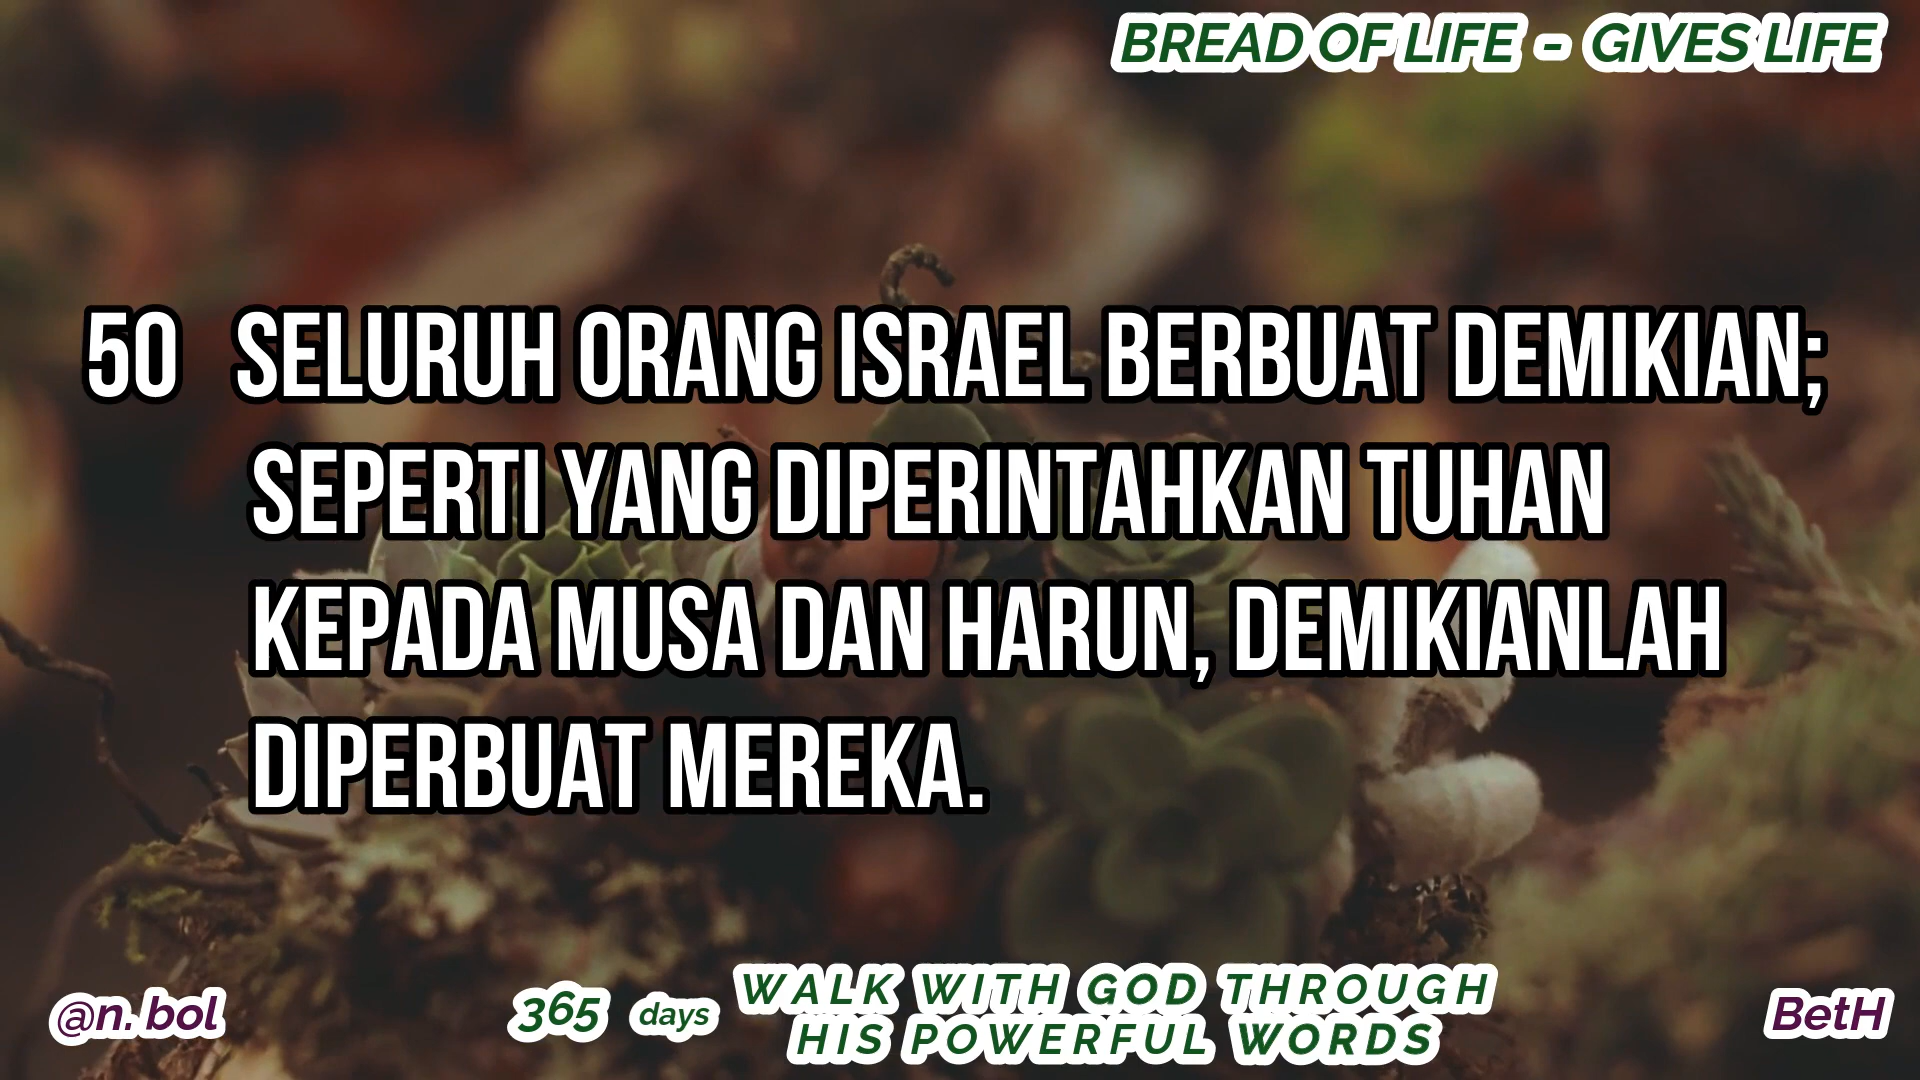 BREAD OF LIFE - GIVES LIFE
50 SELURUH ORANG ISRAEL BERBUAT DEMIKIAN;
SEPERTI YANG DIPERINTAHKAN TUHAN
KEPADA MUSA DAN HARUN, DEMIKIANLAH
DIPERBUAT MEREKA.
@n. bol
365 days
WALK WITH GOD THROUGH
HIS POWERFUL WORDS
BetH